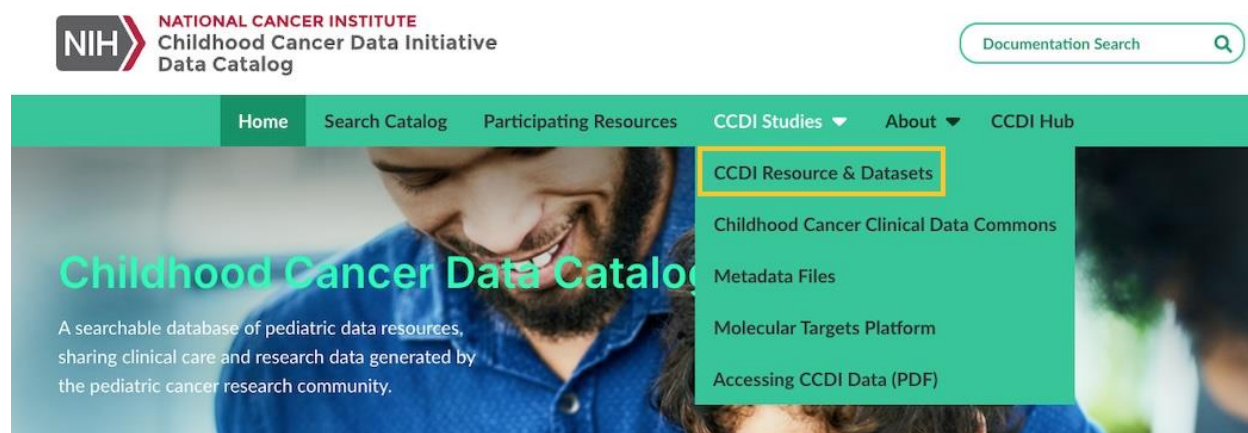 NIH
NATIONAL CANCER INSTITUTE
Childhood Cancer Data Initiative
Data Catalog
Documentation Search
Home Search Catalog Participating Resources CCDI Studies About CCDI Hub
CCDI Resource & Datasets
Childhood Cancer Clinical Data Commons
Metadata Files
Molecular Targets Platform
Accessing CCDI Data (PDF)
Childhood Cancer Data Catalog
A searchable database of pediatric data resources,
sharing clinical care and research data generated by
the pediatric cancer research community.